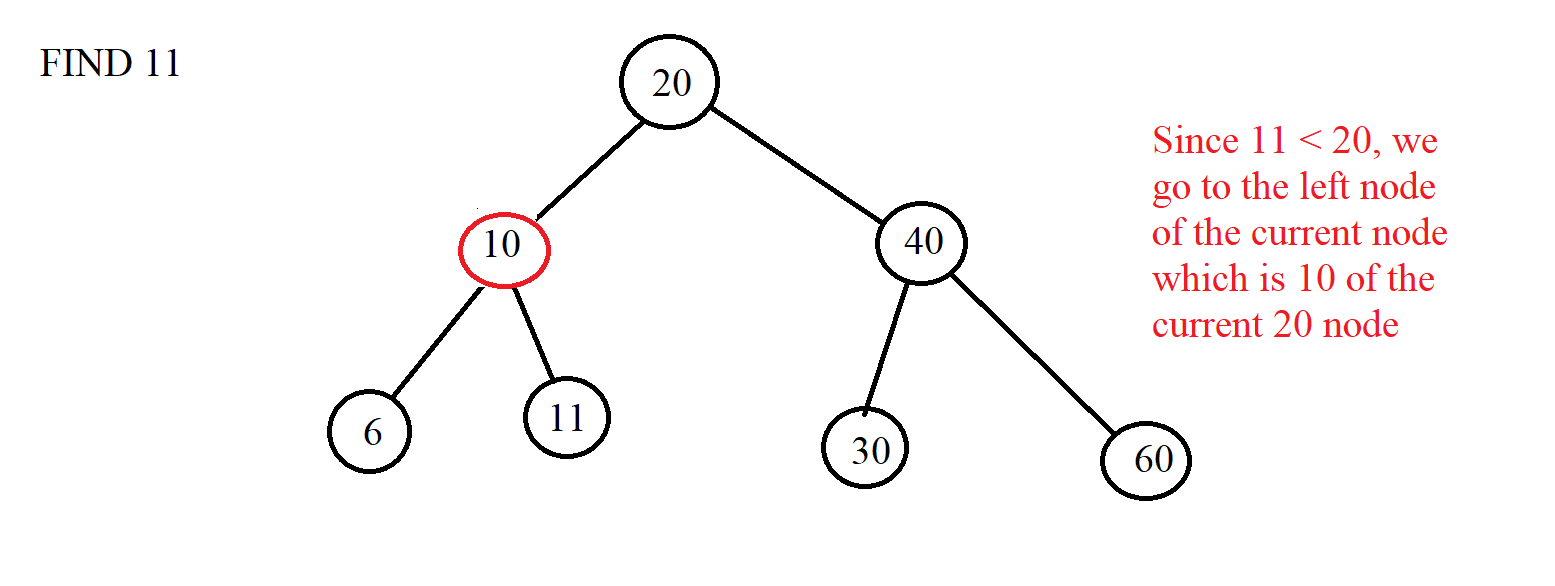 FIND 11
20
Since 11 < 20, we
go to the left node
of the current node
which is 10 of the
current 20 node
10
40
6
11
30
60